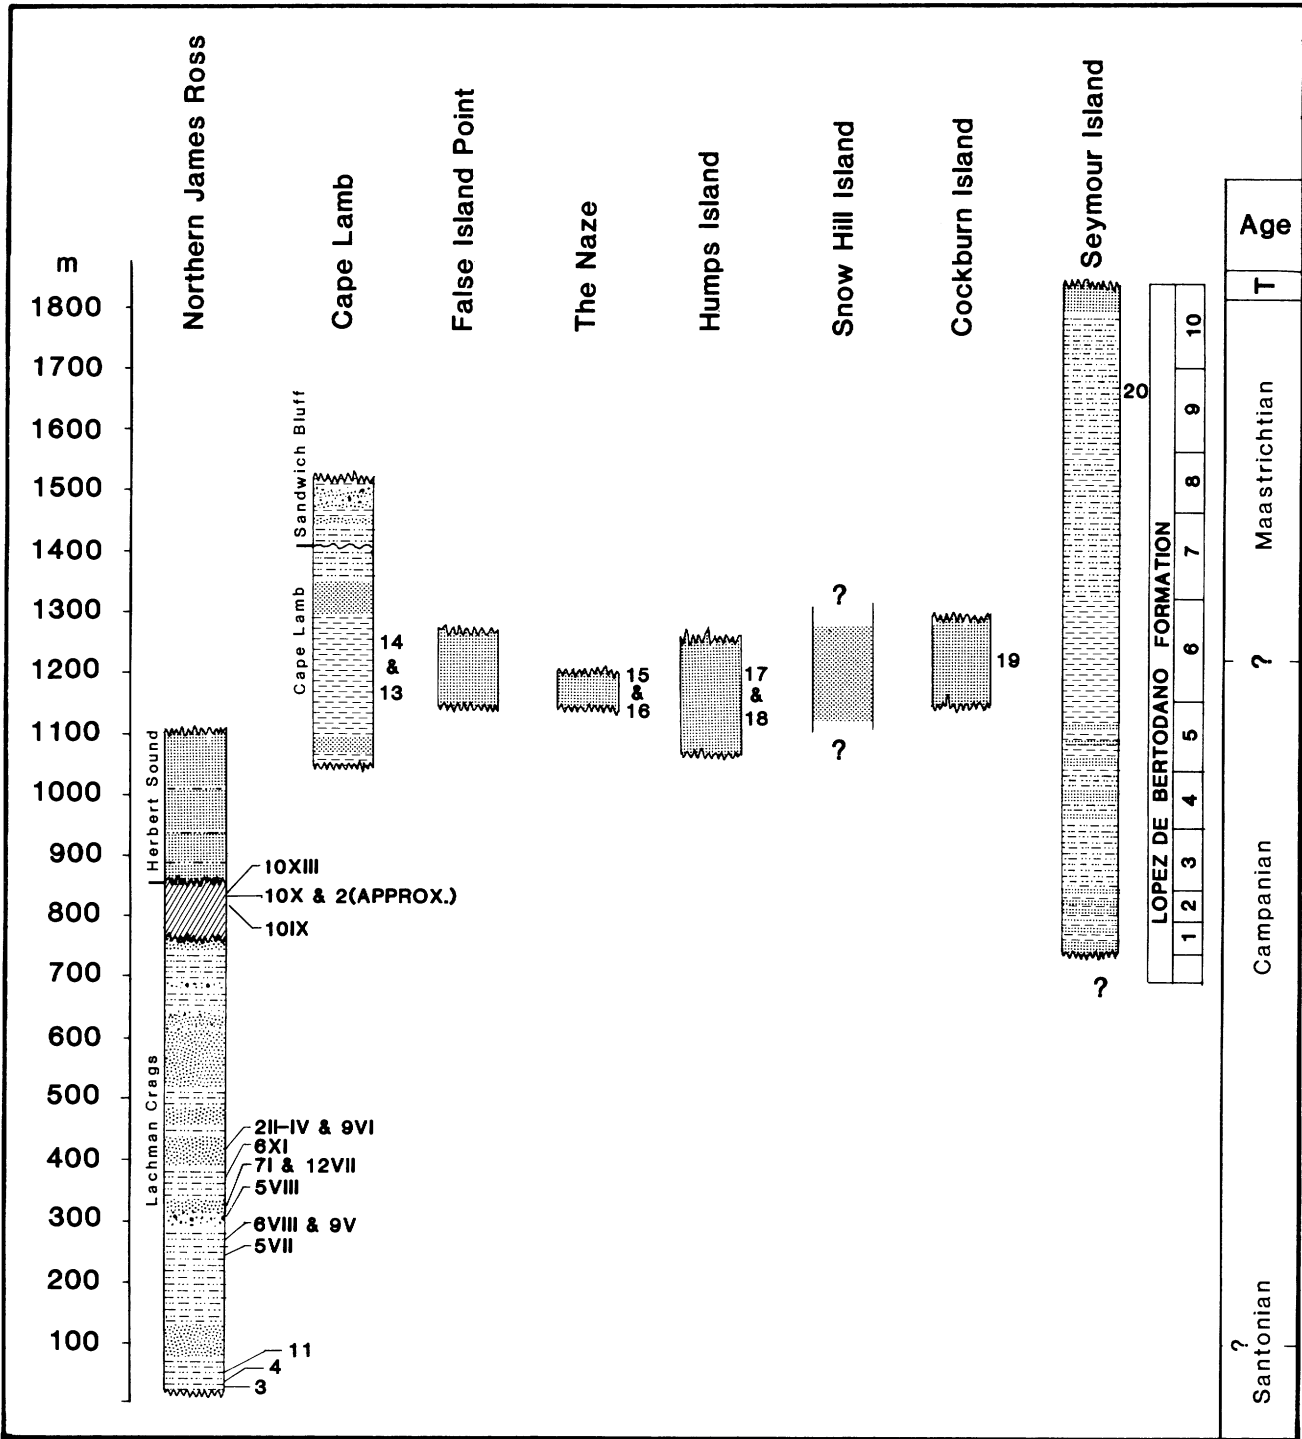 Northern James Ross
Cape Lamb
False Island Point
The Naze
Humps Island
Snow Hill Island
Cockburn Island
Seymour Island
Age
m
1800
1700
1600
1500
1400
1300
1200
1100
1000
900
800
700
600
500
400
300
200
100
Herbert Sound
Lachman Crags
10XIII
10X & 2(APPROX.)
10IX
2II-IV & 9VI
6XI
7I & 12VII
5VIII
6VIII & 9V
5VII
11
4
3
Sandwich Bluff
Cape Lamb
14
&
13
15
&
16
17
&
18
?
?
19
20
?
LOPEZ DE BERTODANO FORMATION
10
9
8
7
6
5
4
3
2
1
T
Maastrichtian
?
Campanian
?
Santonian